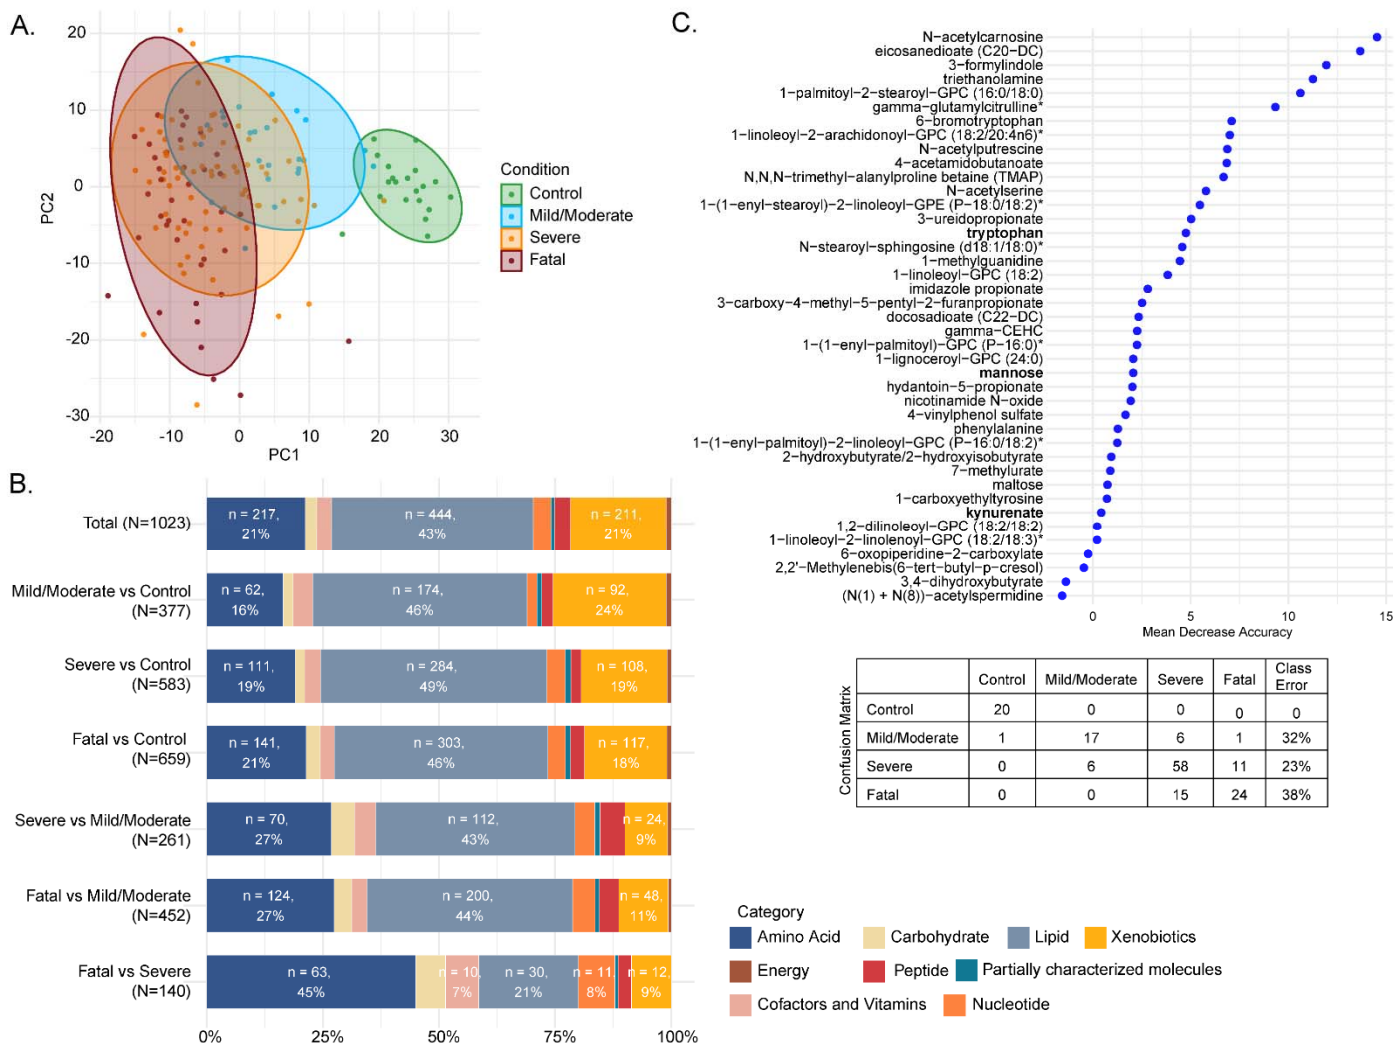 A.
20
10
0
-10
-20
-30
PC2
-20
-10
0
10
20
30
PC1
Condition
Control
Mild/Moderate
Severe
Fatal
B.
Total (N=1023)
n = 217,
21%
n = 444,
43%
n = 211,
21%
Mild/Moderate vs Control
(N=377)
n = 62,
16%
n = 174,
46%
n = 92,
24%
Severe vs Control
(N=583)
n = 111,
19%
n = 284,
49%
n = 108,
19%
Fatal vs Control
(N=659)
n = 141,
21%
n = 303,
46%
n = 117,
18%
Severe vs Mild/Moderate
(N=261)
n = 70,
27%
n = 112,
43%
n = 24,
9%
Fatal vs Mild/Moderate
(N=452)
n = 124,
27%
n = 200,
44%
n = 48,
11%
Fatal vs Severe
(N=140)
n = 63,
45%
n = 10,
7%
n = 30,
21%
n = 11,
8%
n = 12,
9%
0%
25%
50%
75%
100%
C.
N−acetylcarnosine
eicosanedioate (C20−DC)
3−formylindole
triethanolamine
1−palmitoyl−2−stearoyl−GPC (16:0/18:0)
gamma−glutamylcitrulline*
6−bromotryptophan
1−linoleoyl−2−arachidonoyl−GPC (18:2/20:4n6)*
N−acetylputrescine
4−acetamidobutanoate
N,N,N−trimethyl−alanylproline betaine (TMAP)
N−acetylserine
1−(1−enyl−stearoyl)−2−linoleoyl−GPE (P−18:0/18:2)*
3−ureidopropionate
tryptophan
N−stearoyl−sphingosine (d18:1/18:0)*
1−methylguanidine
1−linoleoyl−GPC (18:2)
imidazole propionate
3−carboxy−4−methyl−5−pentyl−2−furanpropionate
docosadioate (C22−DC)
gamma−CEHC
1−(1−enyl−palmitoyl)−GPC (P−16:0)*
1−lignoceroyl−GPC (24:0)
mannose
hydantoin−5−propionate
nicotinamide N−oxide
4−vinylphenol sulfate
phenylalanine
1−(1−enyl−palmitoyl)−2−linoleoyl−GPC (P−16:0/18:2)*
2−hydroxybutyrate/2−hydroxyisobutyrate
7−methylurate
maltose
1−carboxyethyltyrosine
kynurenate
1,2−dilinoleoyl−GPC (18:2/18:2)
1−linoleoyl−2−linolenoyl−GPC (18:2/18:3)*
6−oxopiperidine−2−carboxylate
2,2'−Methylenebis(6−tert−butyl−p−cresol)
3,4−dihydroxybutyrate
(N(1) + N(8))−acetylspermidine
0
5
10
15
Mean Decrease Accuracy
Confusion Matrix
Control Mild/Moderate Severe Fatal Class Error
Control 20 0 0 0 0
Mild/Moderate 1 17 6 1 32%
Severe 0 6 58 11 23%
Fatal 0 0 15 24 38%
Category
Amino Acid Carbohydrate Lipid Xenobiotics
Energy Peptide Partially characterized molecules
Cofactors and Vitamins Nucleotide